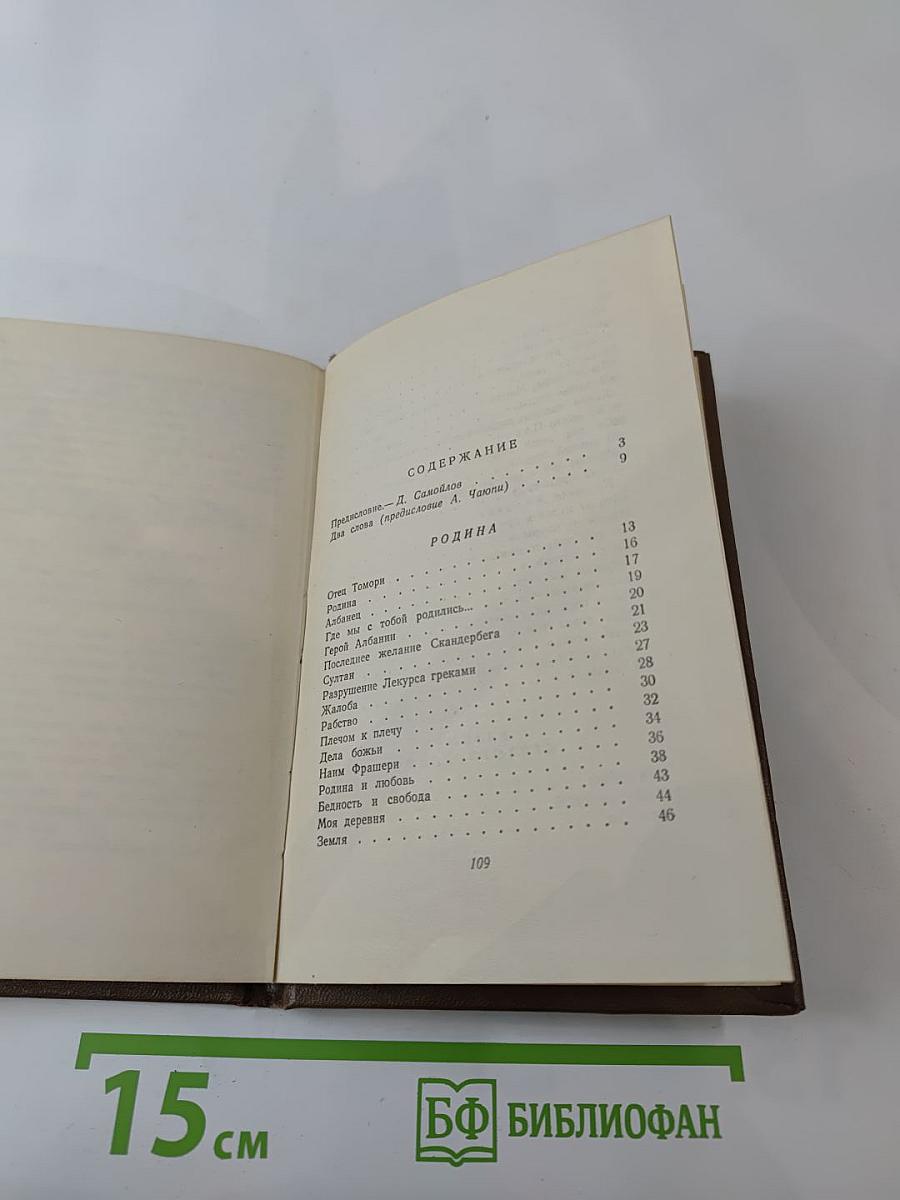 СОДЕРЖАНИЕ
Предисловие.— Д. Самойлов . . . . . . . 3
Два слова (предисловие А. Чаюпи) . . . . . 9
РОДИНА
Отец Томори . . . . . . . . . . . . 13
Родина . . . . . . . . . . . . . . 16
Албанец . . . . . . . . . . . . . 17
Где мы с тобой родились... . . . . . . . 19
Герой Албании . . . . . . . . . . . 20
Последнее желание Скандербега . . . . . 21
Султан . . . . . . . . . . . . . . 23
Разрушение Лекурса греками . . . . . . 27
Жалоба . . . . . . . . . . . . . . 28
Рабство . . . . . . . . . . . . . 30
Плечом к плечу . . . . . . . . . . . 32
Дела божьи . . . . . . . . . . . . 34
Наим Фрашери . . . . . . . . . . . 36
Родина и любовь . . . . . . . . . . 38
Бедность и свобода . . . . . . . . . 43
Моя деревня . . . . . . . . . . . . 44
Земля . . . . . . . . . . . . . . 46
109
15 см
БФ БИБЛИОФАН